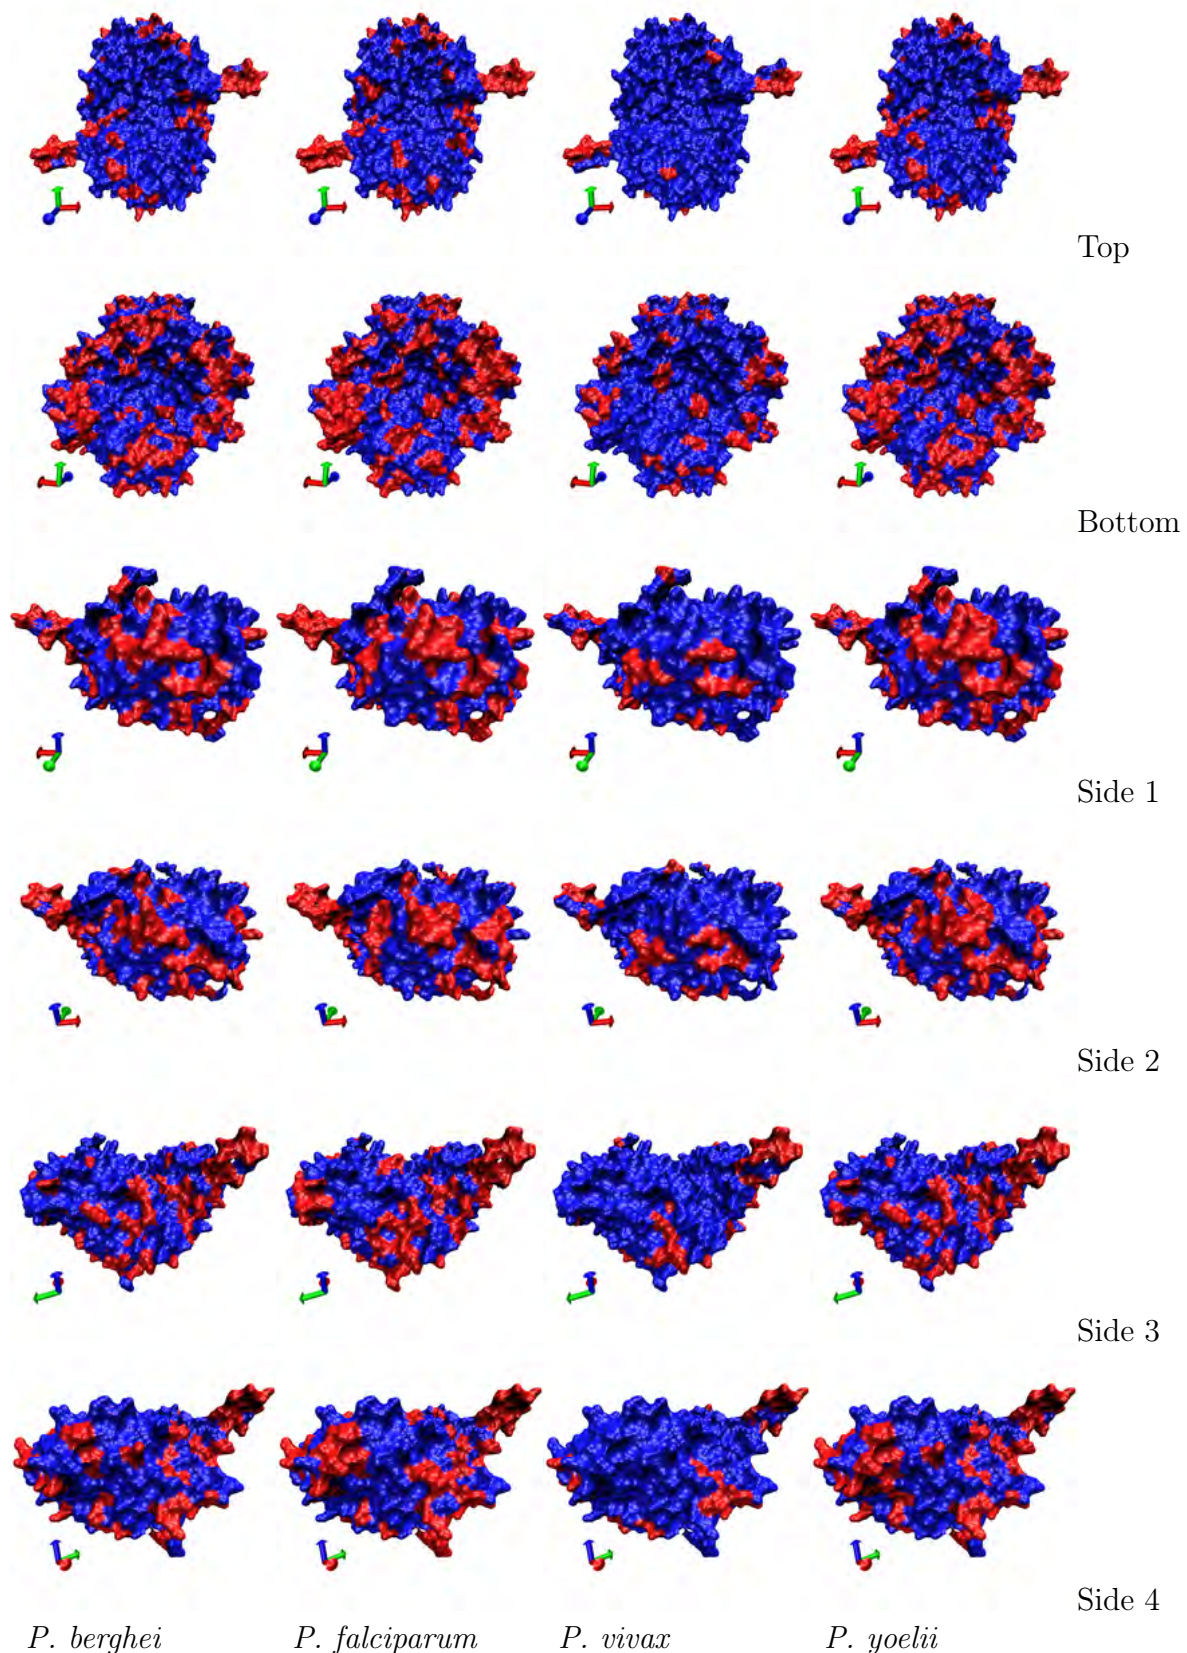 Top
Bottom
Side 1
Side 2
Side 3
Side 4
P. berghei P. falciparum P. vivax P. yoelii